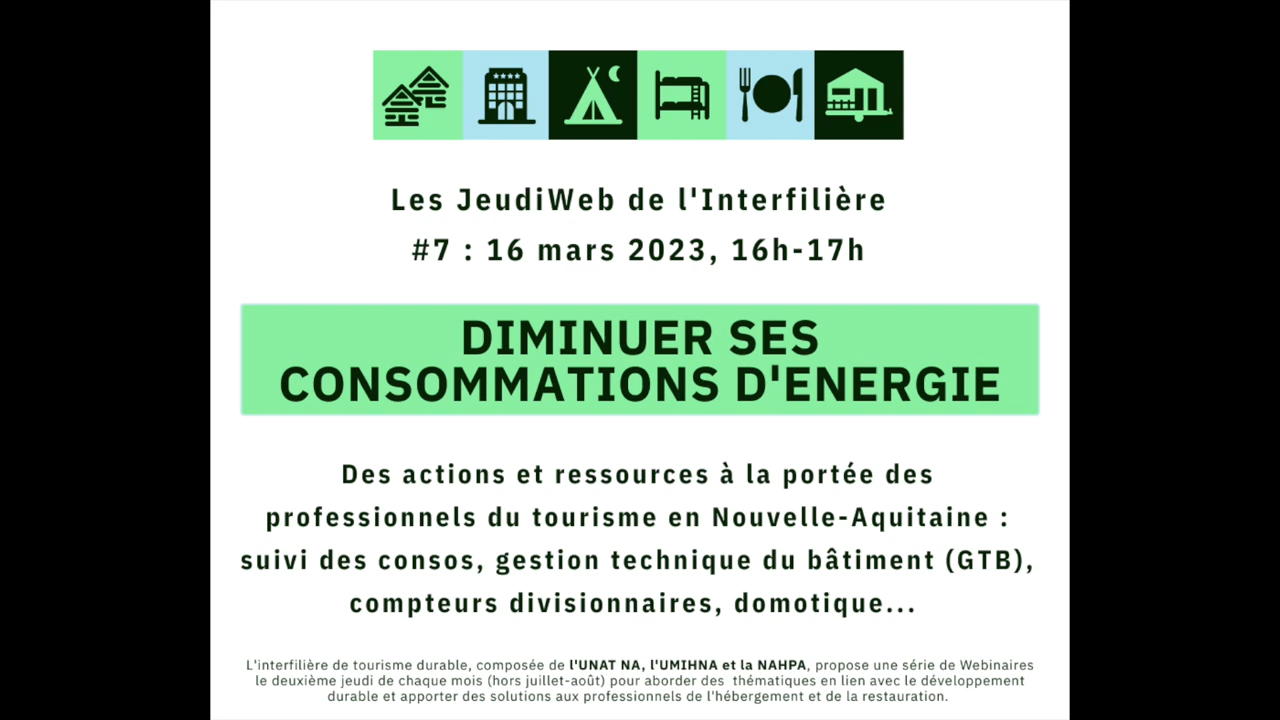 Les JeudiWeb de l'Interfilière
#7 : 16 mars 2023, 16h-17h
DIMINUER SES
CONSOMMATIONS D'ENERGIE
Des actions et ressources à la portée des
professionnels du tourisme en Nouvelle-Aquitaine :
suivi des consos, gestion technique du bâtiment (GTB),
compteurs divisionnaires, domotique...
L'interfilière de tourisme durable, composée de l'UNAT NA, l'UMIHNA et la NAHPA, propose une série de Webinaires
le deuxième jeudi de chaque mois (hors juillet-août) pour aborder des thématiques en lien avec le développement
durable et apporter des solutions aux professionnels de l'hébergement et de la restauration.